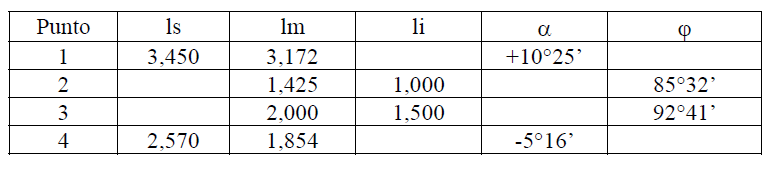 Punto ls lm li α φ
1 3,450 3,172 +10°25’
2 1,425 1,000 85°32’
3 2,000 1,500 92°41’
4 2,570 1,854 -5°16’